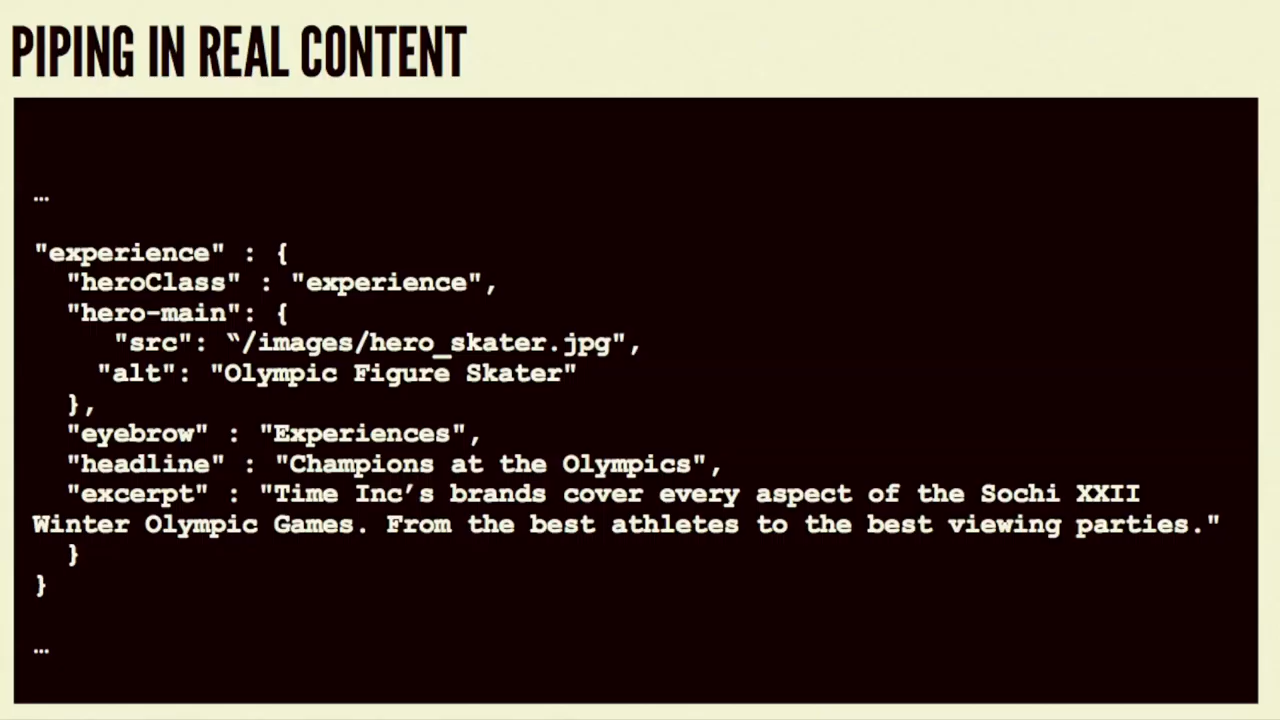 PIPING IN REAL CONTENT
…
"experience" : {
"heroClass" : "experience",
"hero-main": {
"src": “/images/hero_skater.jpg",
"alt": "Olympic Figure Skater"
},
"eyebrow" : "Experiences",
"headline" : "Champions at the Olympics",
"excerpt" : "Time Inc’s brands cover every aspect of the Sochi XXII
Winter Olympic Games. From the best athletes to the best viewing parties."
}
}
…